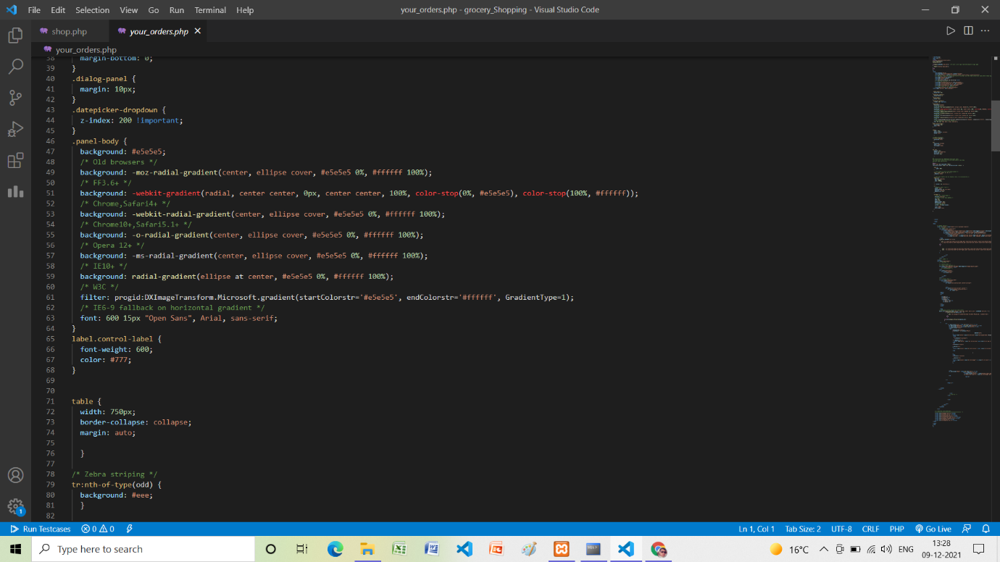 File Edit Selection View Go Run Terminal Help
your_orders.php - grocery_Shopping - Visual Studio Code
shop.php
your_orders.php
your_orders.php
38 margin-bottom: 0;
39 }
40 .dialog-panel {
41 margin: 10px;
42 }
43 .datepicker-dropdown {
44 z-index: 200 !important;
45 }
46 .panel-body {
47 background: #e5e5e5;
48 /* Old browsers */
49 background: -moz-radial-gradient(center, ellipse cover, #e5e5e5 0%, #ffffff 100%);
50 /* FF3.6+ */
51 background: -webkit-gradient(radial, center center, 0px, center center, 100%, color-stop(0%, #e5e5e5), color-stop(100%, #ffffff));
52 /* Chrome,Safari4+ */
53 background: -webkit-radial-gradient(center, ellipse cover, #e5e5e5 0%, #ffffff 100%);
54 /* Chrome10+,Safari5.1+ */
55 background: -o-radial-gradient(center, ellipse cover, #e5e5e5 0%, #ffffff 100%);
56 /* Opera 12+ */
57 background: -ms-radial-gradient(center, ellipse cover, #e5e5e5 0%, #ffffff 100%);
58 /* IE10+ */
59 background: radial-gradient(ellipse at center, #e5e5e5 0%, #ffffff 100%);
60 /* W3C */
61 filter: progid:DXImageTransform.Microsoft.gradient(startColorstr='#e5e5e5', endColorstr='#ffffff', GradientType=1);
62 /* IE6-9 fallback on horizontal gradient */
63 font: 600 15px "Open Sans", Arial, sans-serif;
64 }
65 label.control-label {
66 font-weight: 600;
67 color: #777;
68 }
69
70
71 table {
72 width: 750px;
73 border-collapse: collapse;
74 margin: auto;
75
76 }
77
78 /* Zebra striping */
79 tr:nth-of-type(odd) {
80 background: #eee;
81 }
82
1
Run Testcases 0 0 Ln 1, Col 1 Tab Size: 2 UTF-8 CRLF PHP Go Live
Type here to search
16°C ENG
13:28
09-12-2021